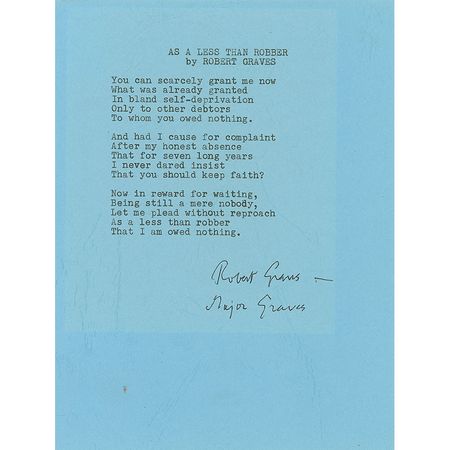 AS A LESS THAN ROBBER
by ROBERT GRAVES
You can scarcely grant me now
What was already granted
In bland self-deprivation
Only to other debtors
To whom you owed nothing.
And had I cause for complaint
After my honest absence
That for seven long years
I never dared insist
That you should keep faith?
Now in reward for waiting,
Being still a mere nobody,
Let me plead without reproach
As a less than robber
That I am owed nothing.
Robert Graves —
Major Graves